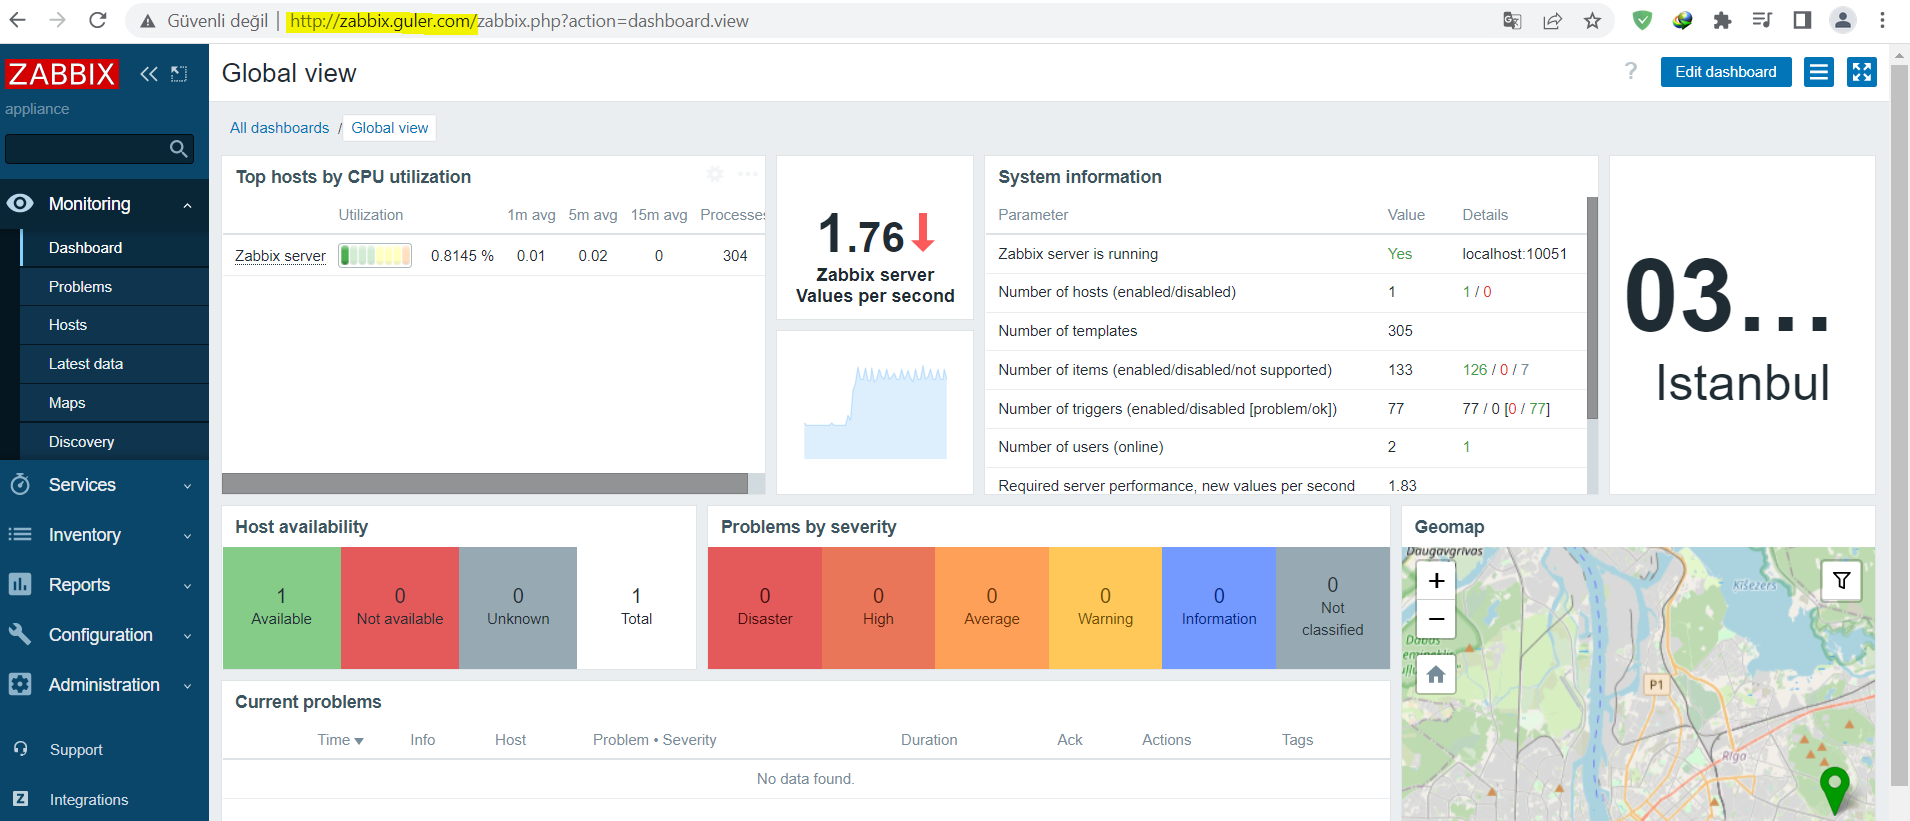 Güvenli değil | http://zabbix.guler.com/zabbix.php?action=dashboard.view
ZABBIX
appliance
Monitoring
Dashboard
Problems
Hosts
Latest data
Maps
Discovery
Services
Inventory
Reports
Configuration
Administration
Support
Z Integrations
Global view
? Edit dashboard
All dashboards / Global view
Top hosts by CPU utilization
Utilization 1m avg 5m avg 15m avg Processes
Zabbix server 0.8145 % 0.01 0.02 0 304
1.76
Zabbix server
Values per second
System information
Parameter Value Details
Zabbix server is running Yes localhost:10051
Number of hosts (enabled/disabled) 1 1 / 0
Number of templates 305
Number of items (enabled/disabled/not supported) 133 126 / 0 / 7
Number of triggers (enabled/disabled [problem/ok]) 77 77 / 0 [0 / 77]
Number of users (online) 2 1
Required server performance, new values per second 1.83
03...
Istanbul
Host availability
1 Available
0 Not available
0 Unknown
1 Total
Problems by severity
0 Disaster
0 High
0 Average
0 Warning
0 Information
0 Not classified
Geomap
Daugavgrīvas
+
−
Ķīšezers
P1
Rīga
Current problems
Time Info Host Problem • Severity Duration Ack Actions Tags
No data found.